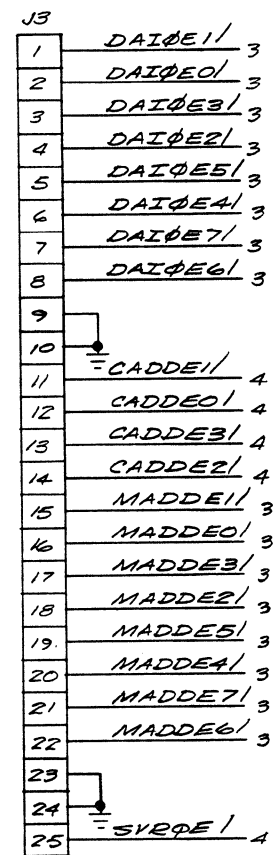 J3
1 DAIØE1/ 3
2 DAIØE0/ 3
3 DAIØE3/ 3
4 DAIØE2/ 3
5 DAIØE5/ 3
6 DAIØE4/ 3
7 DAIØE7/ 3
8 DAIØE6/ 3
9
10
11 CADDE1/ 4
12 CADDE0/ 4
13 CADDE3/ 4
14 CADDE2/ 4
15 MADDE1/ 3
16 MADDE0/ 3
17 MADDE3/ 3
18 MADDE2/ 3
19. MADDE5/ 3
20 MADDE4/ 3
21 MADDE7/ 3
22 MADDE6/ 3
23
24
25 SVRØE/ 4